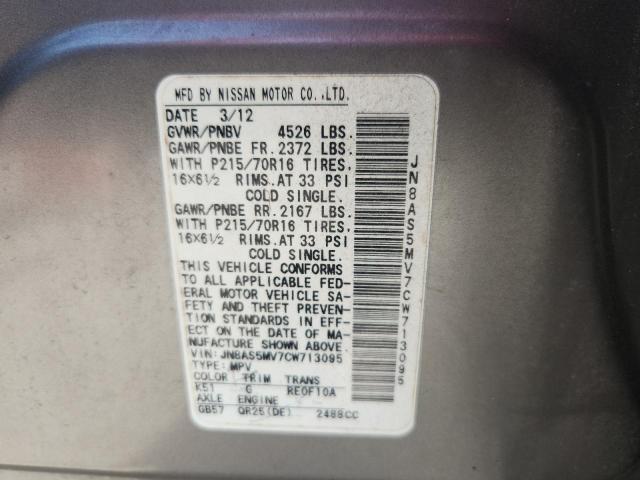 MFD BY NISSAN MOTOR CO.,LTD.
DATE 3/12
GVWR/PNBV 4526 LBS.
GAWR/PNBE FR. 2372 LBS.
WITH P215/70R16 TIRES,
16X6½ RIMS.AT 33 PSI
COLD SINGLE.
GAWR/PNBE RR. 2167 LBS.
WITH P215/70R16 TIRES,
16X6½ RIMS.AT 33 PSI
COLD SINGLE.
THIS VEHICLE CONFORMS
TO ALL APPLICABLE FED-
ERAL MOTOR VEHICLE SA-
FETY AND THEFT PREVEN-
TION STANDARDS IN EFF-
ECT ON THE DATE OF MA-
NUFACTURE SHOWN ABOVE.
VIN: JN8AS5MV7CW713095
TYPE: MPV
COLOR TRIM TRANS
K51 G RE0F10A
AXLE ENGINE
GB57 QR25(DE) 2488CC
JN8AS5MV7CW713095